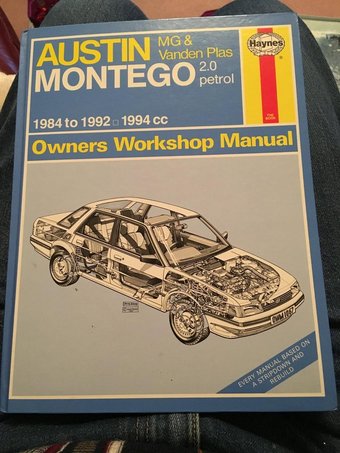 AUSTIN MG &
Vanden Plas
MONTEGO 2.0
petrol
Haynes
1984 to 1992 □ 1994 cc
Owners Workshop Manual
EVERY MANUAL BASED ON
A STRIPDOWN AND
REBUILD